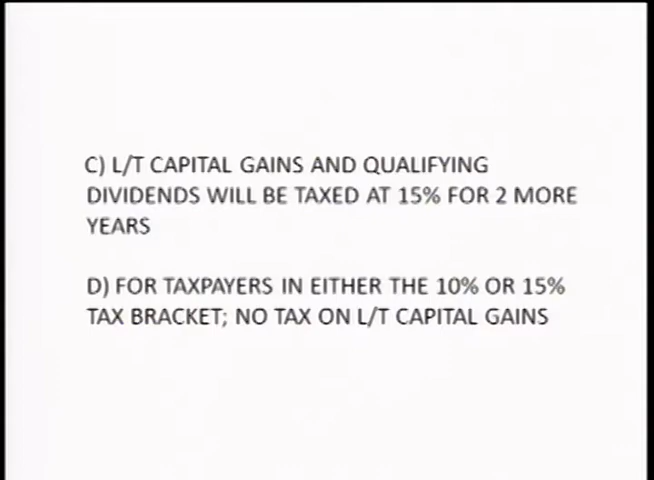 C) L/T CAPITAL GAINS AND QUALIFYING
DIVIDENDS WILL BE TAXED AT 15% FOR 2 MORE
YEARS
D) FOR TAXPAYERS IN EITHER THE 10% OR 15%
TAX BRACKET; NO TAX ON L/T CAPITAL GAINS